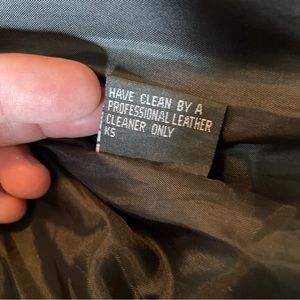 HAVE CLEAN BY A
PROFESSIONAL LEATHER
CLEANER ONLY
KS